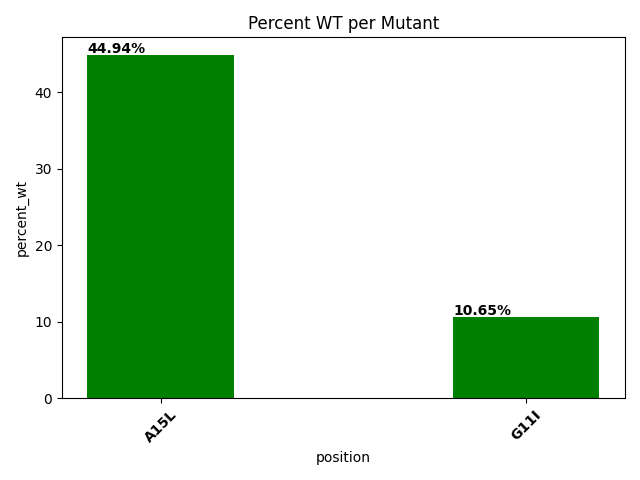 Percent WT per Mutant
44.94%
10.65%
40
30
20
10
0
percent_wt
A15L
G11I
position